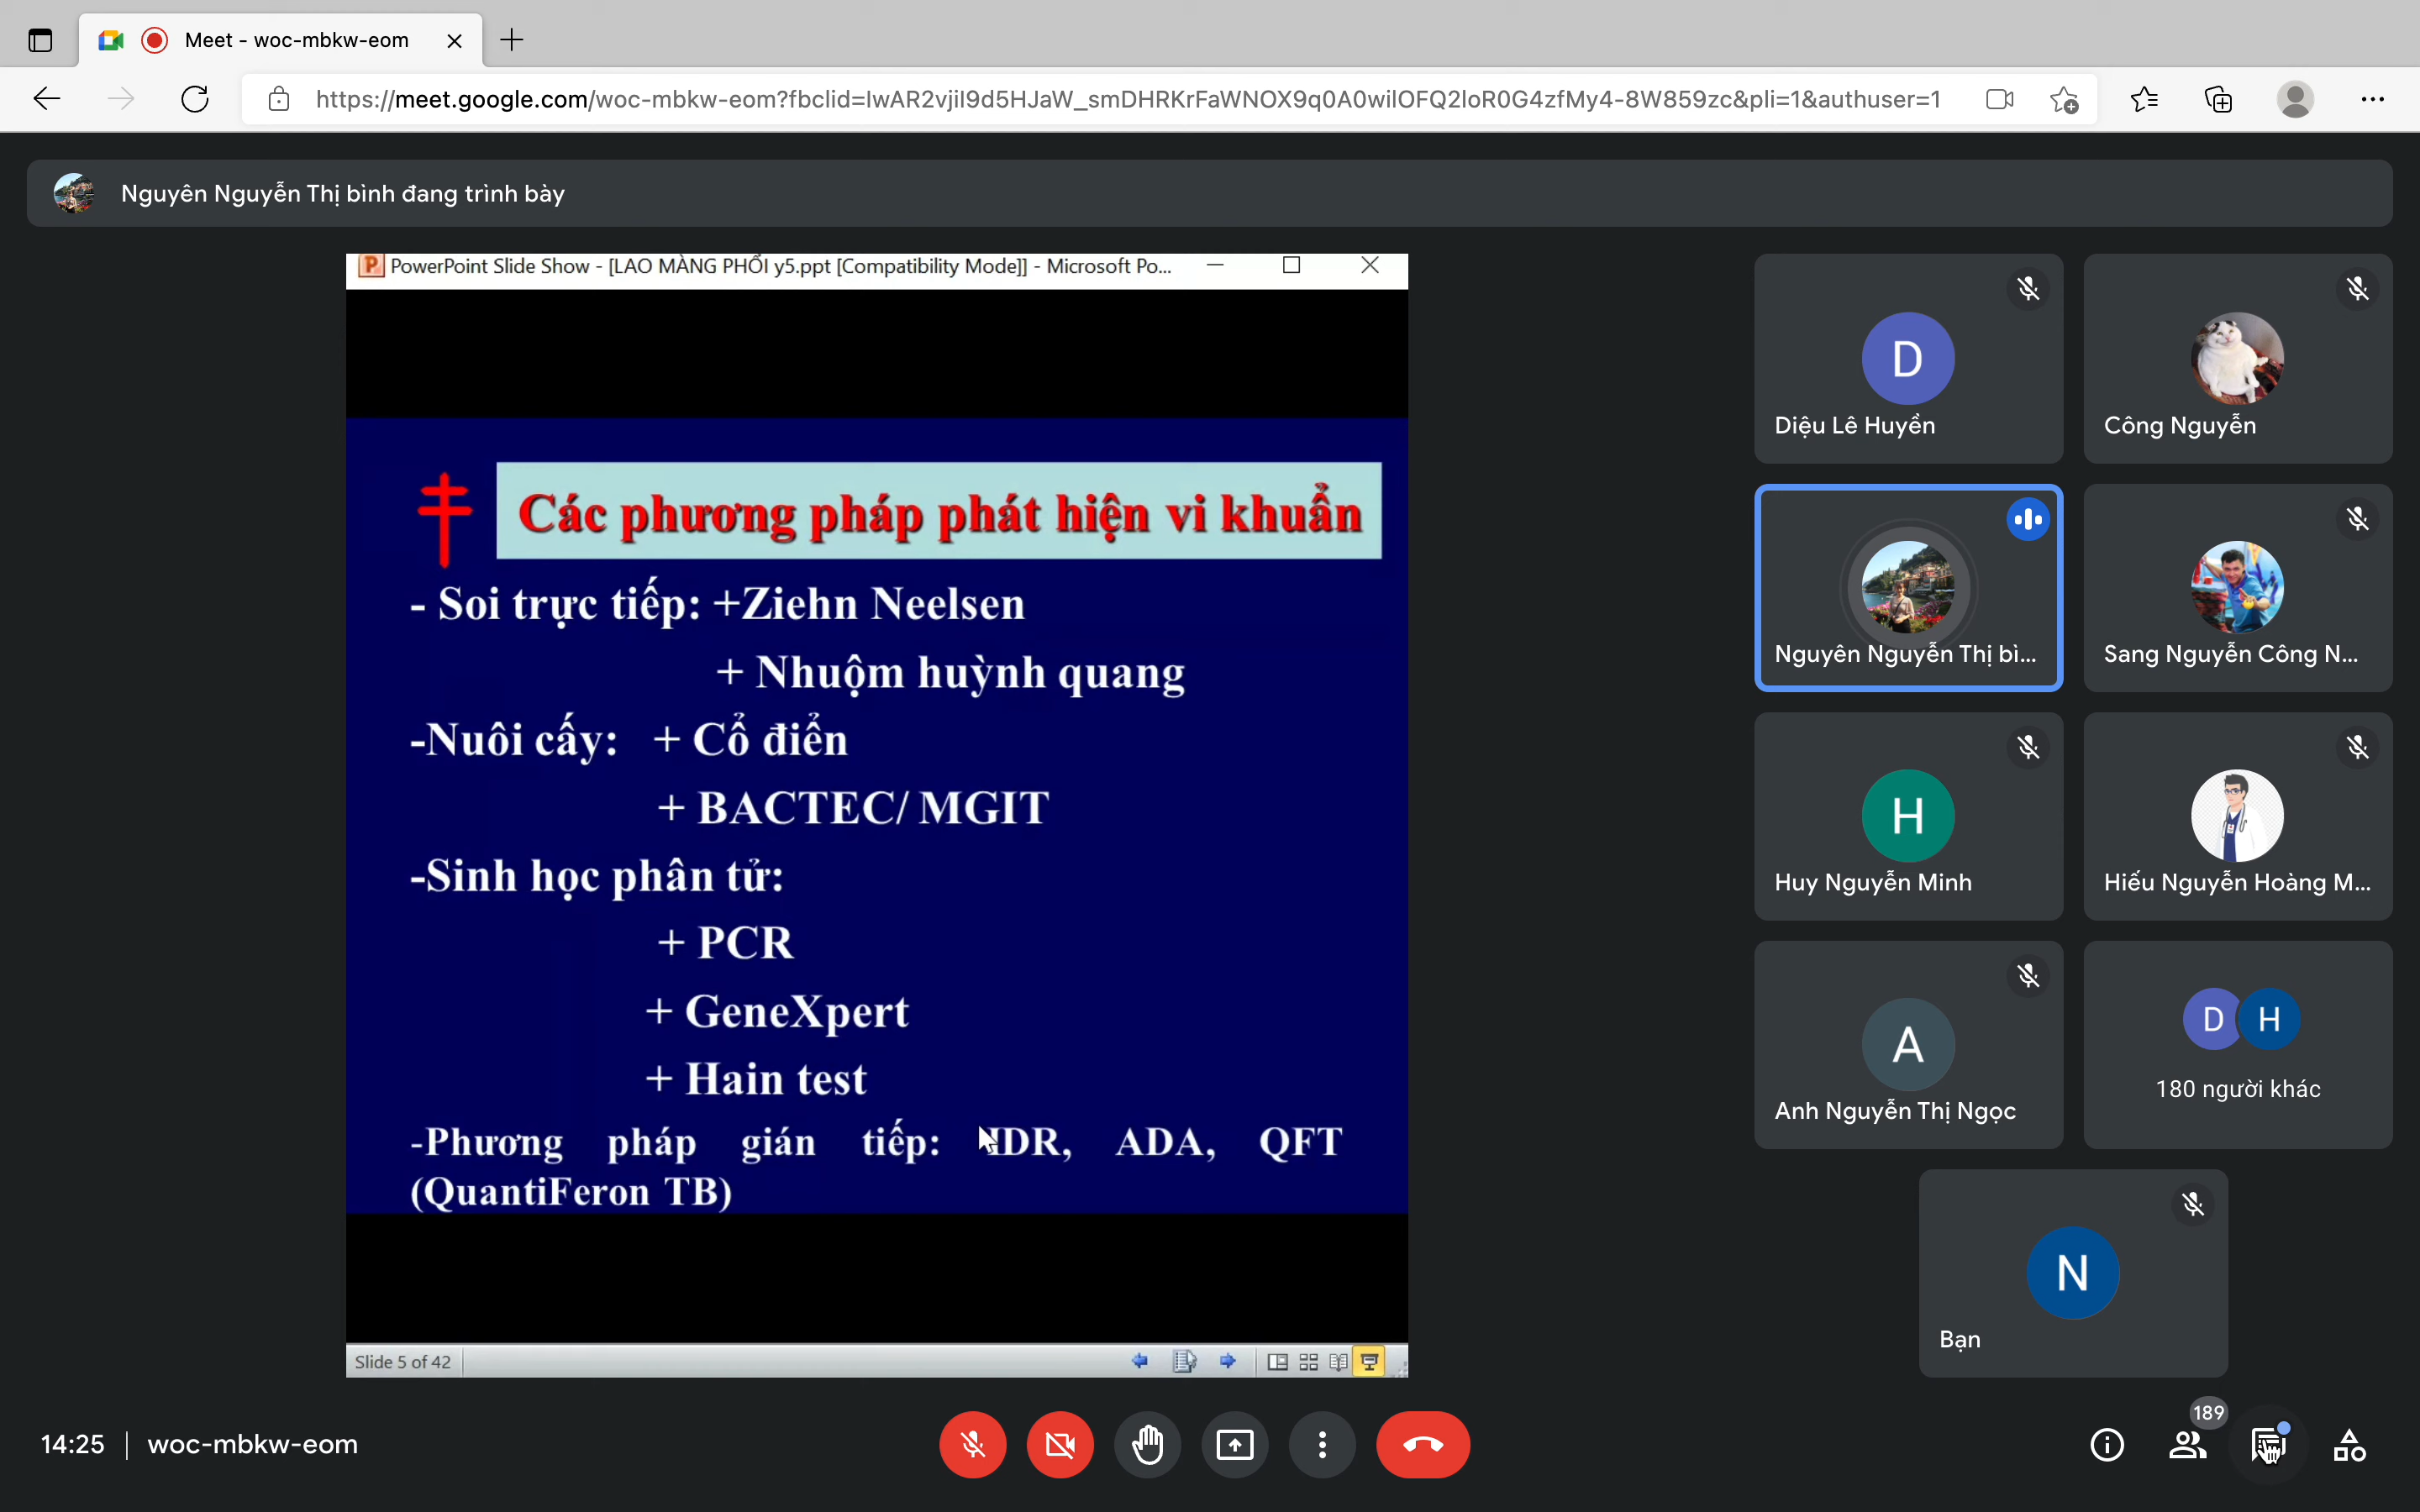 Meet - woc-mbkw-eom
https://meet.google.com/woc-mbkw-eom?fbclid=IwAR2vjiI9d5HJaW_smDHRKrFaWNOX9q0A0wilOFQ2loR0G4zfMy4-8W859zc&pli=1&authuser=1
Nguyên Nguyễn Thị bình đang trình bày
PowerPoint Slide Show - [LAO MÀNG PHỔI y5.ppt [Compatibility Mode]] - Microsoft Po...
Các phương pháp phát hiện vi khuẩn
- Soi trực tiếp: +Ziehn Neelsen
+ Nhuộm huỳnh quang
-Nuôi cấy: + Cổ điển
+ BACTEC/ MGIT
-Sinh học phân tử:
+ PCR
+ GeneXpert
+ Hain test
-Phương pháp gián tiếp: IDR, ADA, QFT
(QuantiFeron TB)
Slide 5 of 42
D
Diệu Lê Huyền
Công Nguyễn
Nguyên Nguyễn Thị bì...
Sang Nguyễn Công N...
H
Huy Nguyễn Minh
Hiếu Nguyễn Hoàng M...
A
Anh Nguyễn Thị Ngọc
D H
180 người khác
N
Bạn
14:25 | woc-mbkw-eom
189